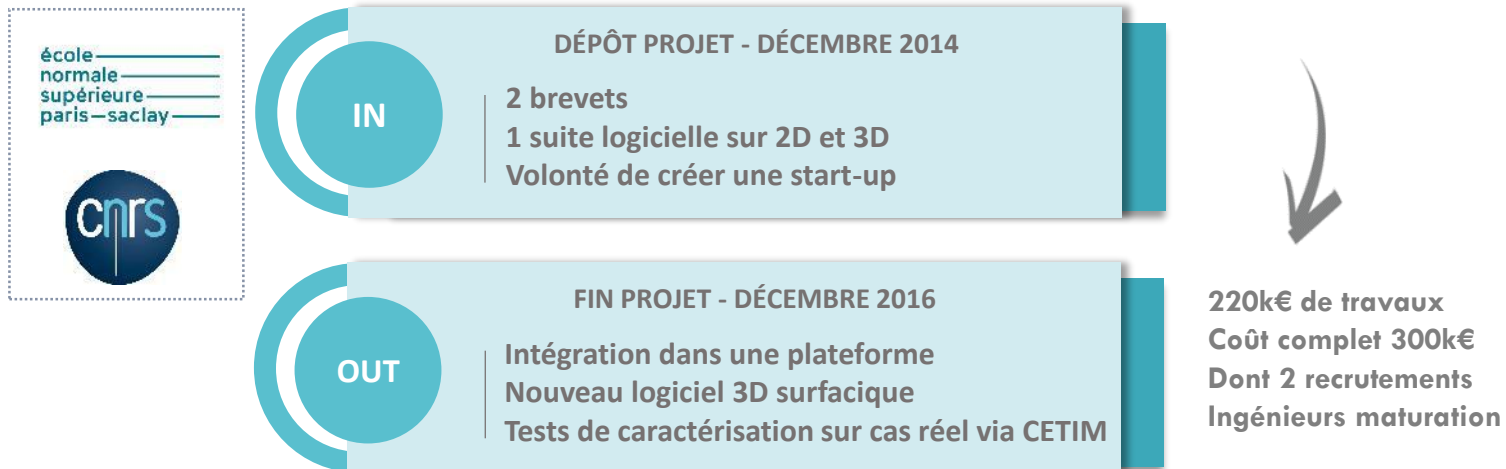 école
normale
supérieure
paris—saclay
cnrs
IN
DÉPÔT PROJET - DÉCEMBRE 2014
2 brevets
1 suite logicielle sur 2D et 3D
Volonté de créer une start-up
OUT
FIN PROJET - DÉCEMBRE 2016
Intégration dans une plateforme
Nouveau logiciel 3D surfacique
Tests de caractérisation sur cas réel via CETIM
220k€ de travaux
Coût complet 300k€
Dont 2 recrutements
Ingénieurs maturation